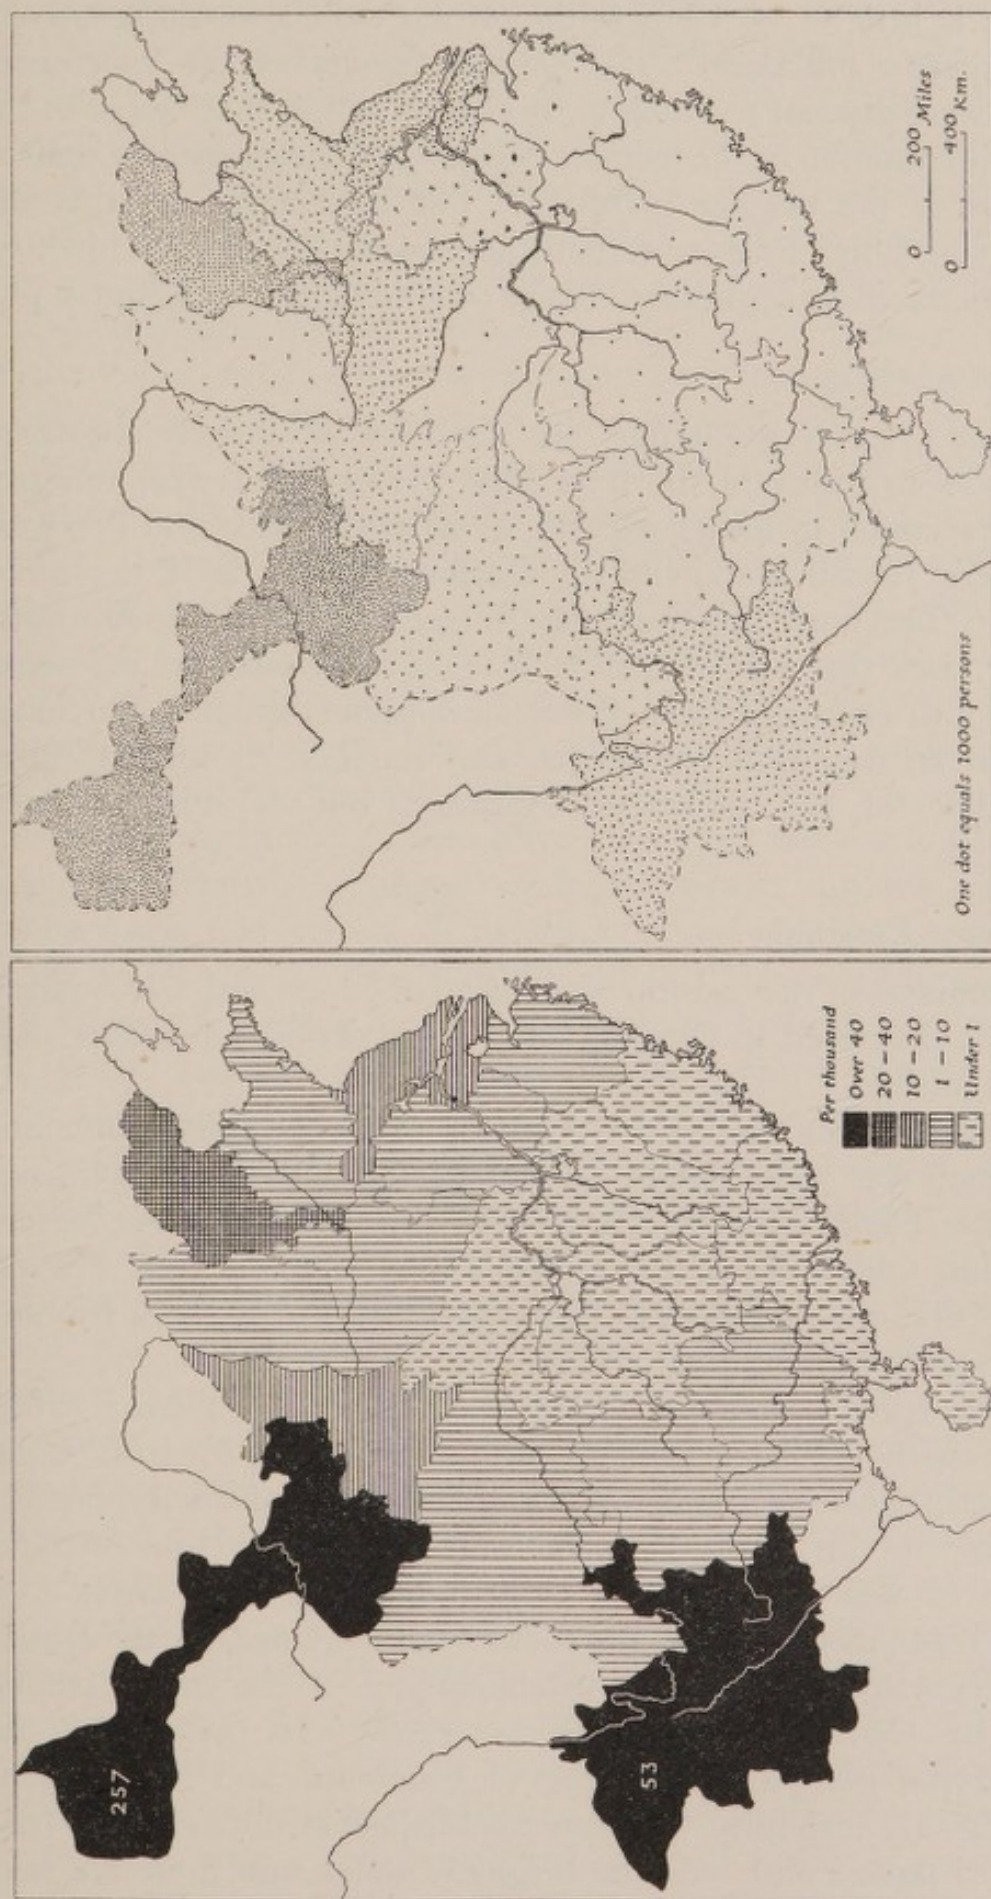 257
53
Per thousand
Over 40
20 – 40
10 – 20
1 – 10
Under 1
One dot equals 1000 persons
0 200 Miles
0 400 Km.